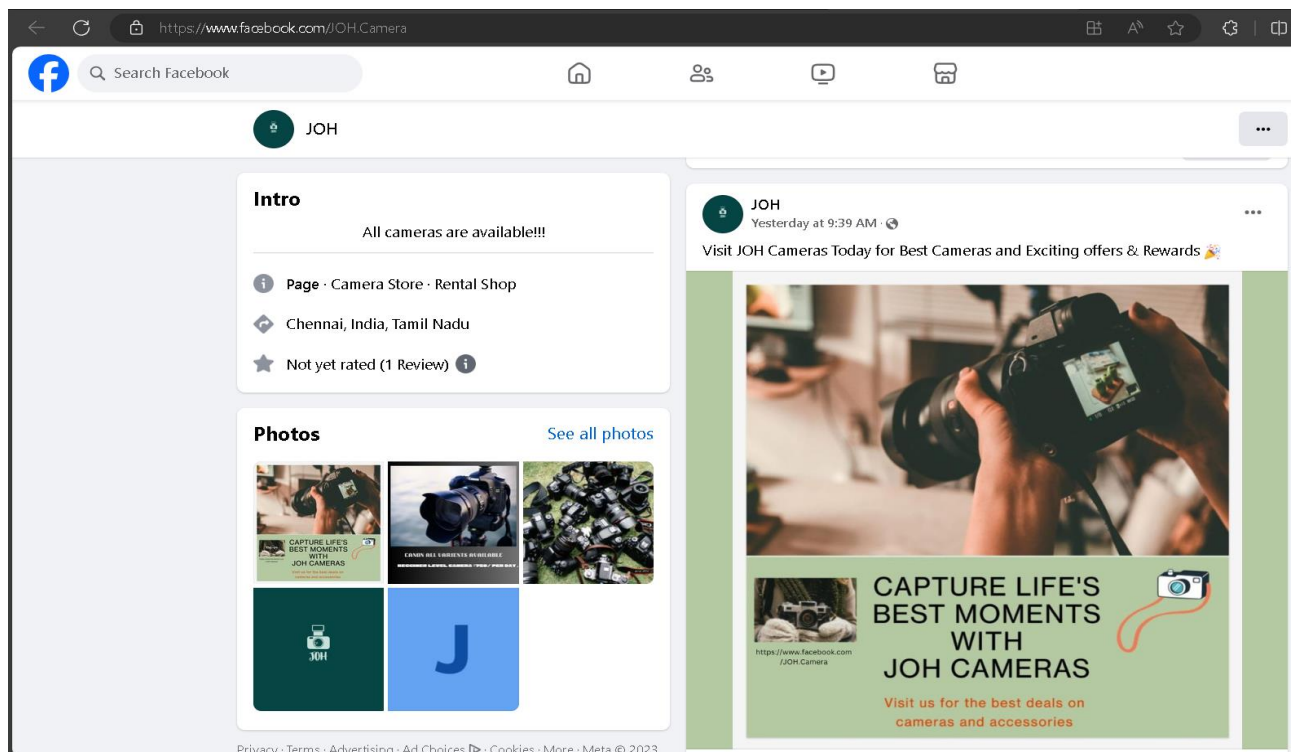 https://www.facebook.com/JOH.Camera
Search Facebook
JOH
Intro
All cameras are available!!!
Page · Camera Store · Rental Shop
Chennai, India, Tamil Nadu
Not yet rated (1 Review)
Photos
See all photos
CAPTURE LIFE'S
BEST MOMENTS
WITH
JOH CAMERAS
CANON ALL VARIENTS AVAILABLE
JOH
J
Privacy · Terms · Advertising · Ad Choices · Cookies · More · Meta © 2023
JOH
Yesterday at 9:39 AM ·
Visit JOH Cameras Today for Best Cameras and Exciting offers & Rewards 🎉
CAPTURE LIFE'S
BEST MOMENTS
WITH
JOH CAMERAS
https://www.facebook.com
/JOH.Camera
Visit us for the best deals on
cameras and accessories